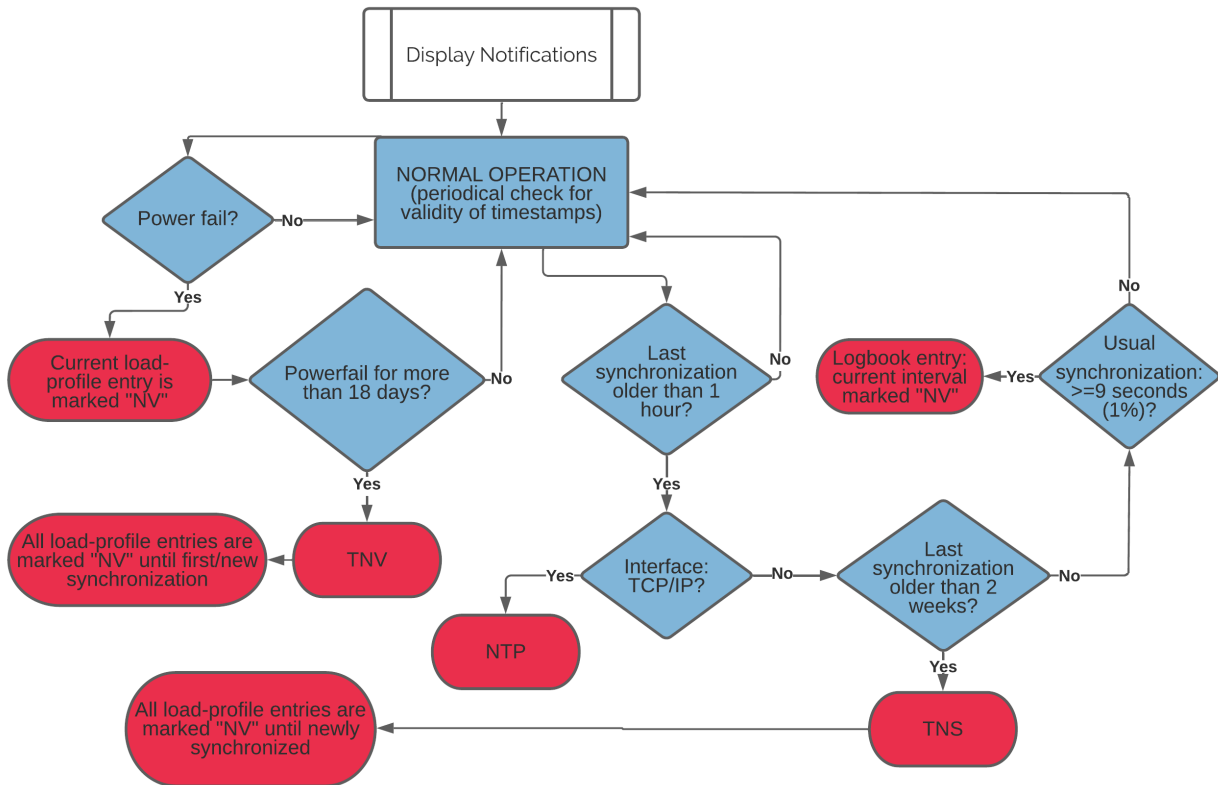 Display Notifications
NORMAL OPERATION
(periodical check for
validity of timestamps)
Power fail?
No
Yes
Current load-
profile entry is
marked "NV"
Powerfail for more
than 18 days?
No
Yes
TNV
All load-profile entries are
marked "NV" until first/new
synchronization
Last
synchronization
older than 1
hour?
No
Yes
Interface:
TCP/IP?
Yes
NTP
No
Last
synchronization
older than 2
weeks?
No
Yes
TNS
All load-profile entries are
marked "NV" until newly
synchronized
Usual
synchronization:
>=9 seconds
(1%)?
No
Yes
Logbook entry:
current interval
marked "NV"